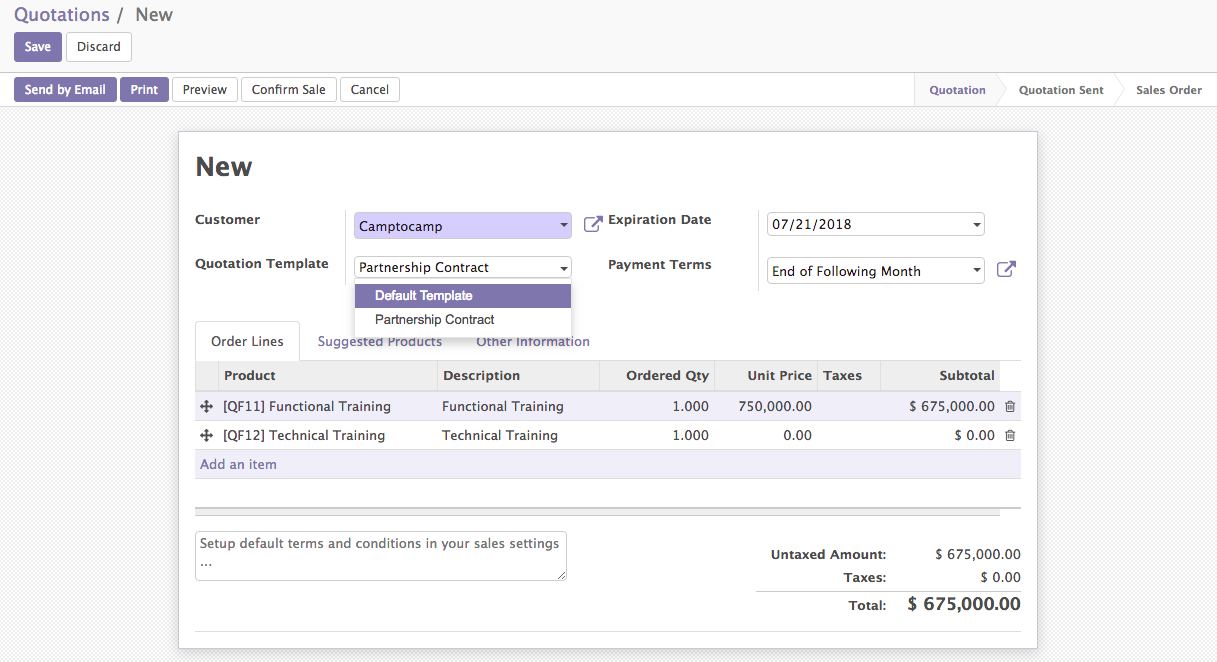 Quotations / New
Save Discard
Send by Email Print Preview Confirm Sale Cancel Quotation Quotation Sent Sales Order
New
Customer Camptocamp Expiration Date 07/21/2018
Quotation Template Partnership Contract Payment Terms End of Following Month
Default Template
Partnership Contract
Order Lines Suggested Products Other Information
Product Description Ordered Qty Unit Price Taxes Subtotal
[QF11] Functional Training Functional Training 1.000 750,000.00 $ 675,000.00
[QF12] Technical Training Technical Training 1.000 0.00 $ 0.00
Add an item
Setup default terms and conditions in your sales settings
...
Untaxed Amount: $ 675,000.00
Taxes: $ 0.00
Total: $ 675,000.00